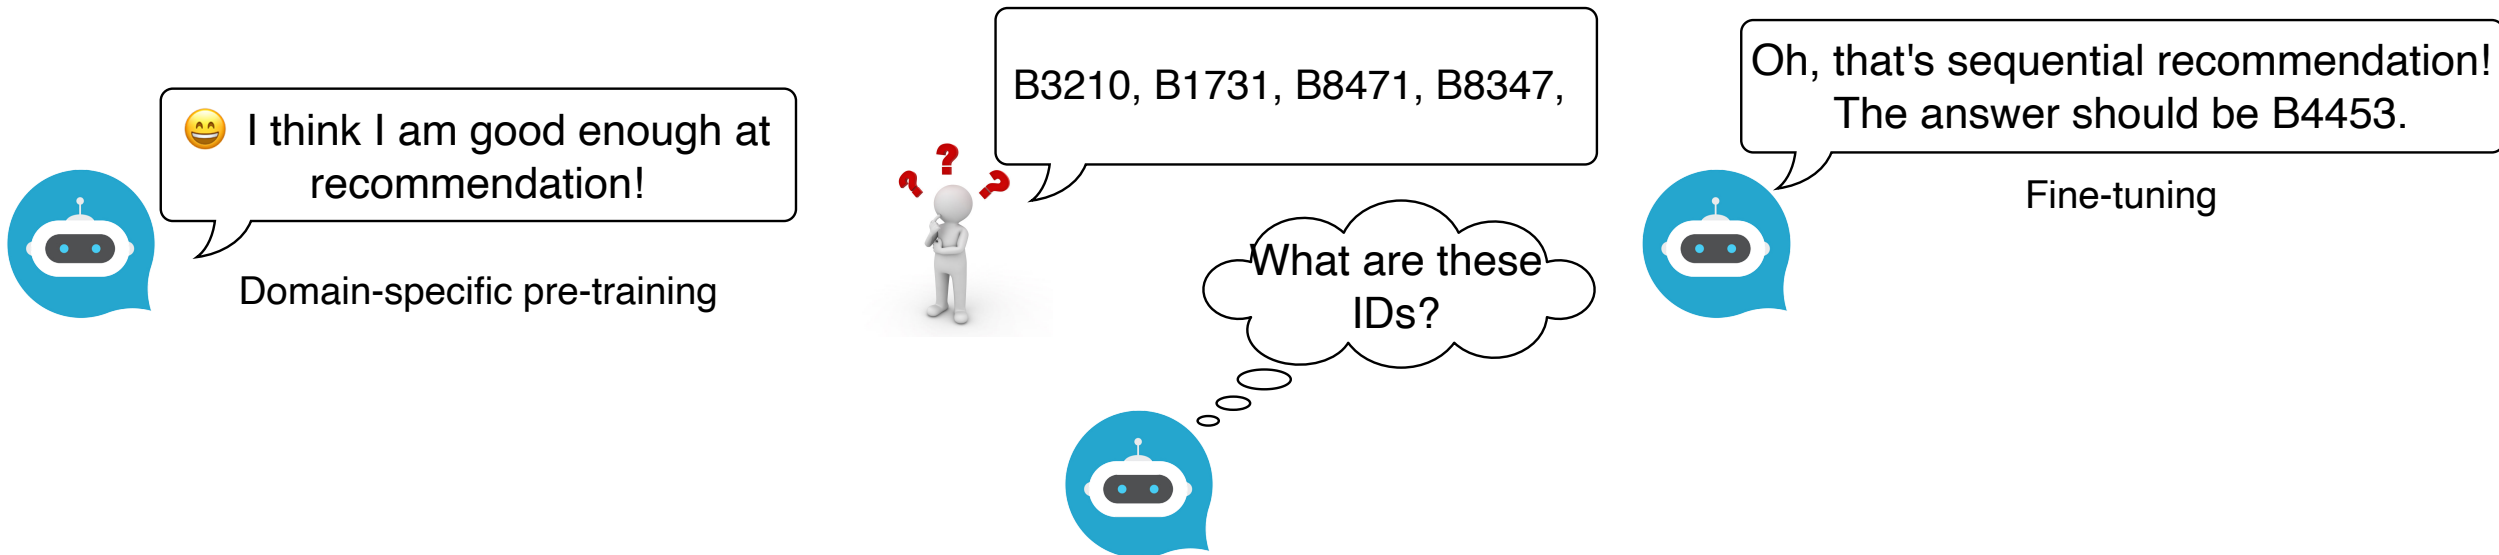 😄 I think I am good enough at
recommendation!
Domain-specific pre-training
B3210, B1731, B8471, B8347,
What are these
IDs?
Oh, that's sequential recommendation!
The answer should be B4453.
Fine-tuning